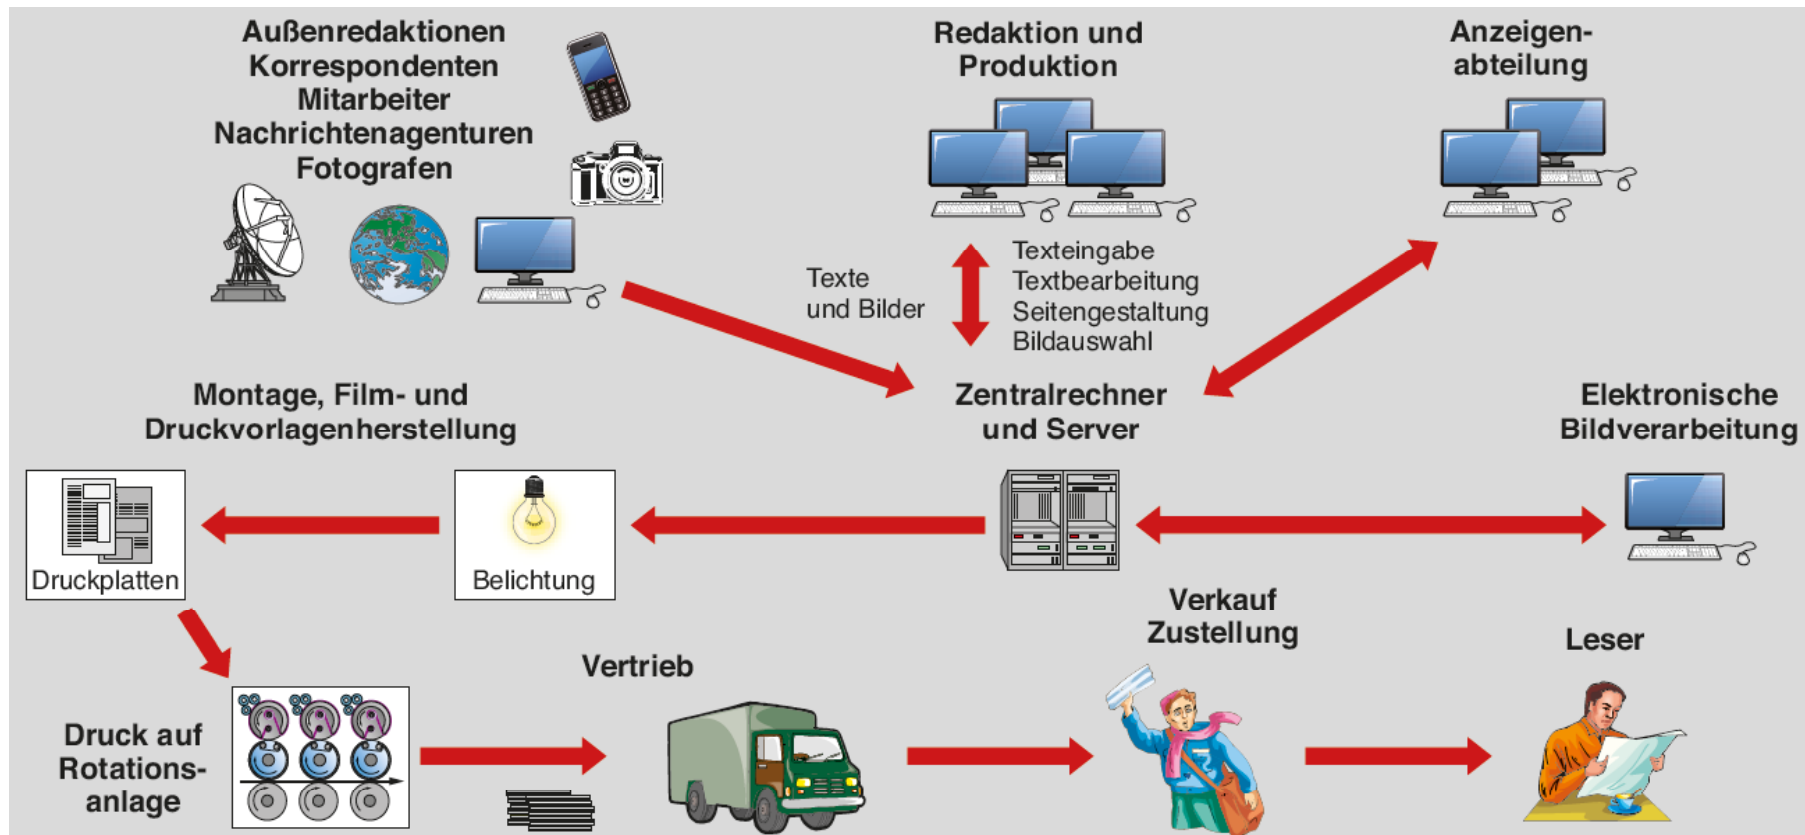 Außenredaktionen
Korrespondenten
Mitarbeiter
Nachrichtenagenturen
Fotografen
Redaktion und
Produktion
Anzeigen-
abteilung
Texte
und Bilder
Texteingabe
Textbearbeitung
Seitengestaltung
Bildauswahl
Montage, Film- und
Druckvorlagenherstellung
Zentralrechner
und Server
Elektronische
Bildverarbeitung
Druckplatten
Belichtung
Druck auf
Rotations-
anlage
Vertrieb
Verkauf
Zustellung
Leser